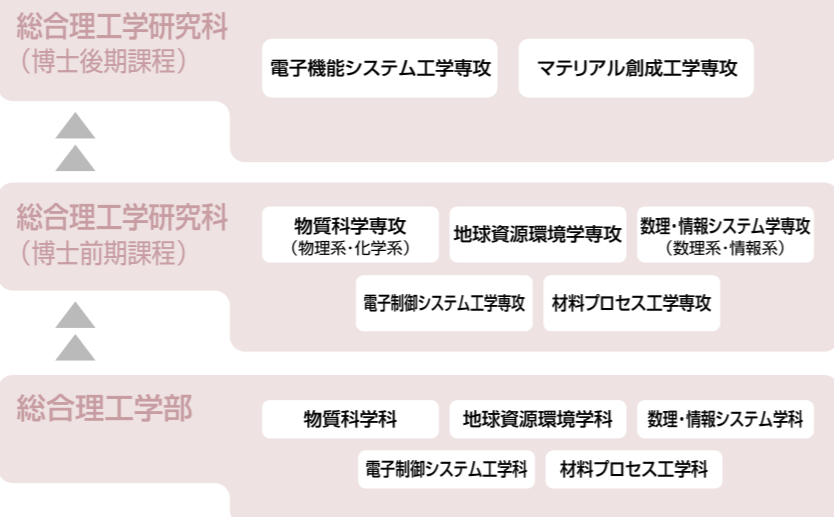 総合理工学研究科
（博士後期課程）
電子機能システム工学専攻
マテリアル創成工学専攻
総合理工学研究科
（博士前期課程）
物質科学専攻
（物理系・化学系）
地球資源環境学専攻
数理・情報システム学専攻
（数理系・情報系）
電子制御システム工学専攻
材料プロセス工学専攻
総合理工学部
物質科学科
地球資源環境学科
数理・情報システム学科
電子制御システム工学科
材料プロセス工学科